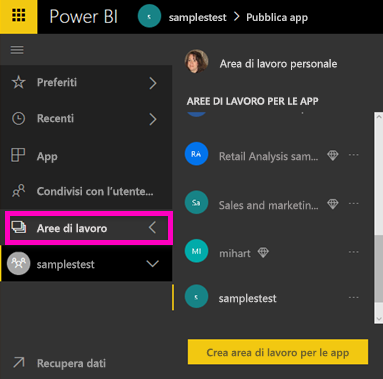 Power BI
s
samplestest > Pubblica app
Preferiti
Recenti
App
Condivisi con l'utente...
Aree di lavoro
samplestest
Recupera dati
Area di lavoro personale
AREE DI LAVORO PER LE APP
RA Retail Analysis sam... ...
Sa Sales and marketin... ...
MI mihart ...
s samplestest ...
Crea area di lavoro per le app